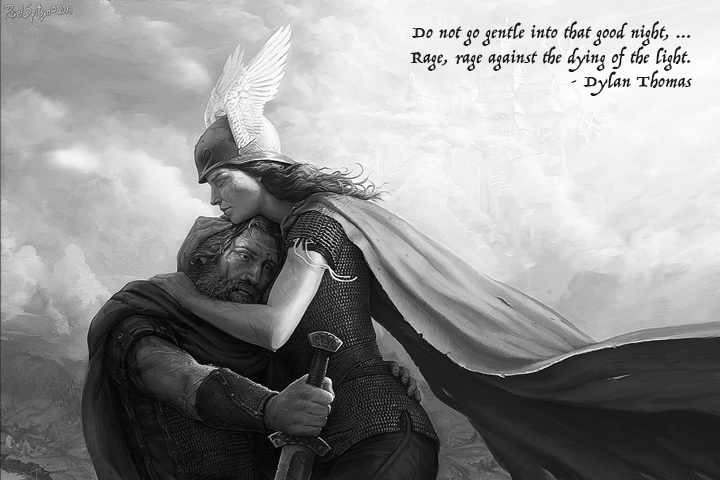 Do not go gentle into that good night, ...
Rage, rage against the dying of the light.
- Dylan Thomas